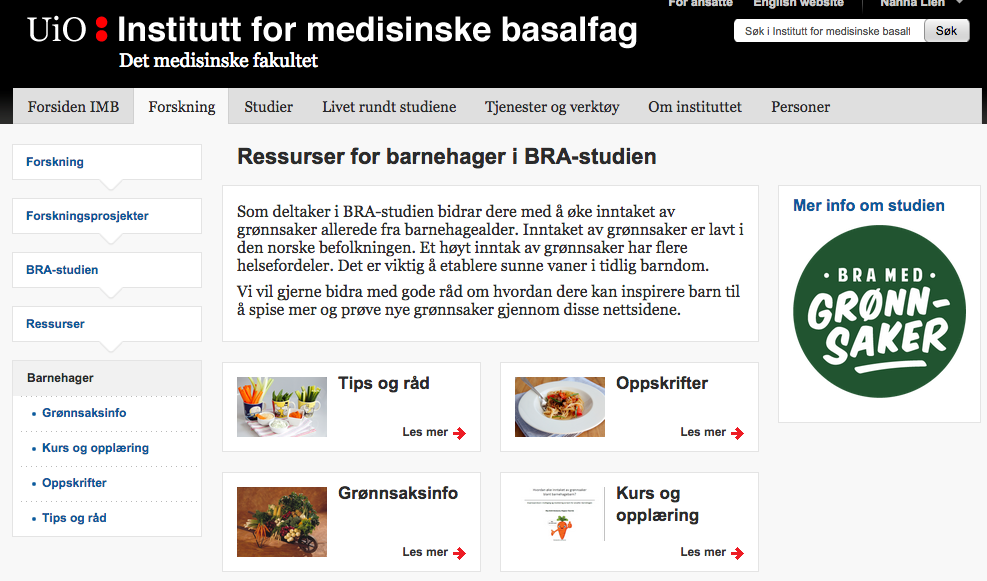 For ansatte English website Nanna Lien
UiO : Institutt for medisinske basalfag
Det medisinske fakultet
Søk i Institutt for medisinske basalf
Søk
Forsiden IMB Forskning Studier Livet rundt studiene Tjenester og verktøy Om instituttet Personer
Forskning
Forskningsprosjekter
BRA-studien
Ressurser
Barnehager
• Grønnsaksinfo
• Kurs og opplæring
• Oppskrifter
• Tips og råd
Ressurser for barnehager i BRA-studien
Som deltaker i BRA-studien bidrar dere med å øke inntaket av
grønnsaker allerede fra barnehagealder. Inntaket av grønnsaker er lavt i
den norske befolkningen. Et høyt inntak av grønnsaker har flere
helsefordeler. Det er viktig å etablere sunne vaner i tidlig barndom.
Vi vil gjerne bidra med gode råd om hvordan dere kan inspirere barn til
å spise mer og prøve nye grønnsaker gjennom disse nettsidene.
Tips og råd
Les mer
Oppskrifter
Les mer
Grønnsaksinfo
Les mer
Kurs og
opplæring
Les mer
Mer info om studien
• BRA MED •
GRØNN-
SAKER